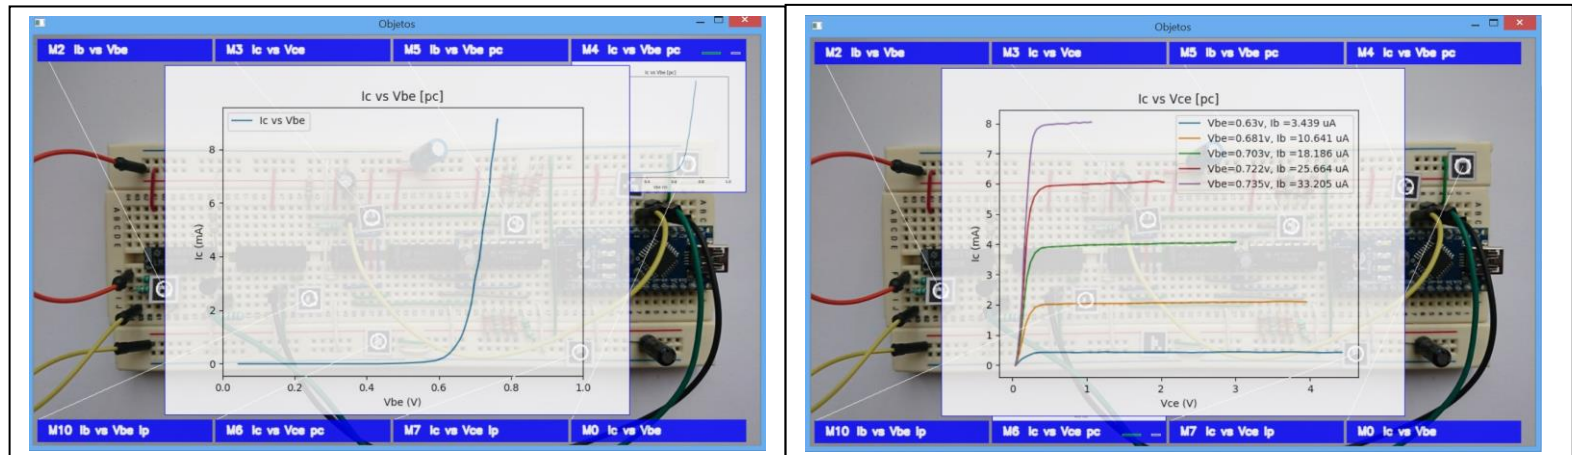 Objetos
M2 Ib vs Vbe
M3 Ic vs Vce
M5 Ib vs Vbe pc
M4 Ic vs Vbe pc
Ic vs Vbe [pc]
Vbe (V)
Ic vs Vbe [pc]
Ic vs Vbe
Ic (mA)
8
6
4
2
0
0.0 0.2 0.4 0.6 0.8 1.0
Vbe (V)
M10 Ib vs Vbe lp
M6 Ic vs Vce pc
M7 Ic vs Vce lp
M0 Ic vs Vbe
Objetos
M2 Ib vs Vbe
M3 Ic vs Vce
M5 Ib vs Vbe pc
M4 Ic vs Vbe pc
Ic vs Vce [pc]
Vbe=0.63v, Ib =3.439 uA
Vbe=0.681v, Ib =10.641 uA
Vbe=0.703v, Ib =18.186 uA
Vbe=0.722v, Ib =25.664 uA
Vbe=0.735v, Ib =33.205 uA
Ic (mA)
8
7
6
5
4
3
2
1
0
0 1 2 3 4
Vce (V)
M10 Ib vs Vbe lp
M6 Ic vs Vce pc
M7 Ic vs Vce lp
M0 Ic vs Vbe